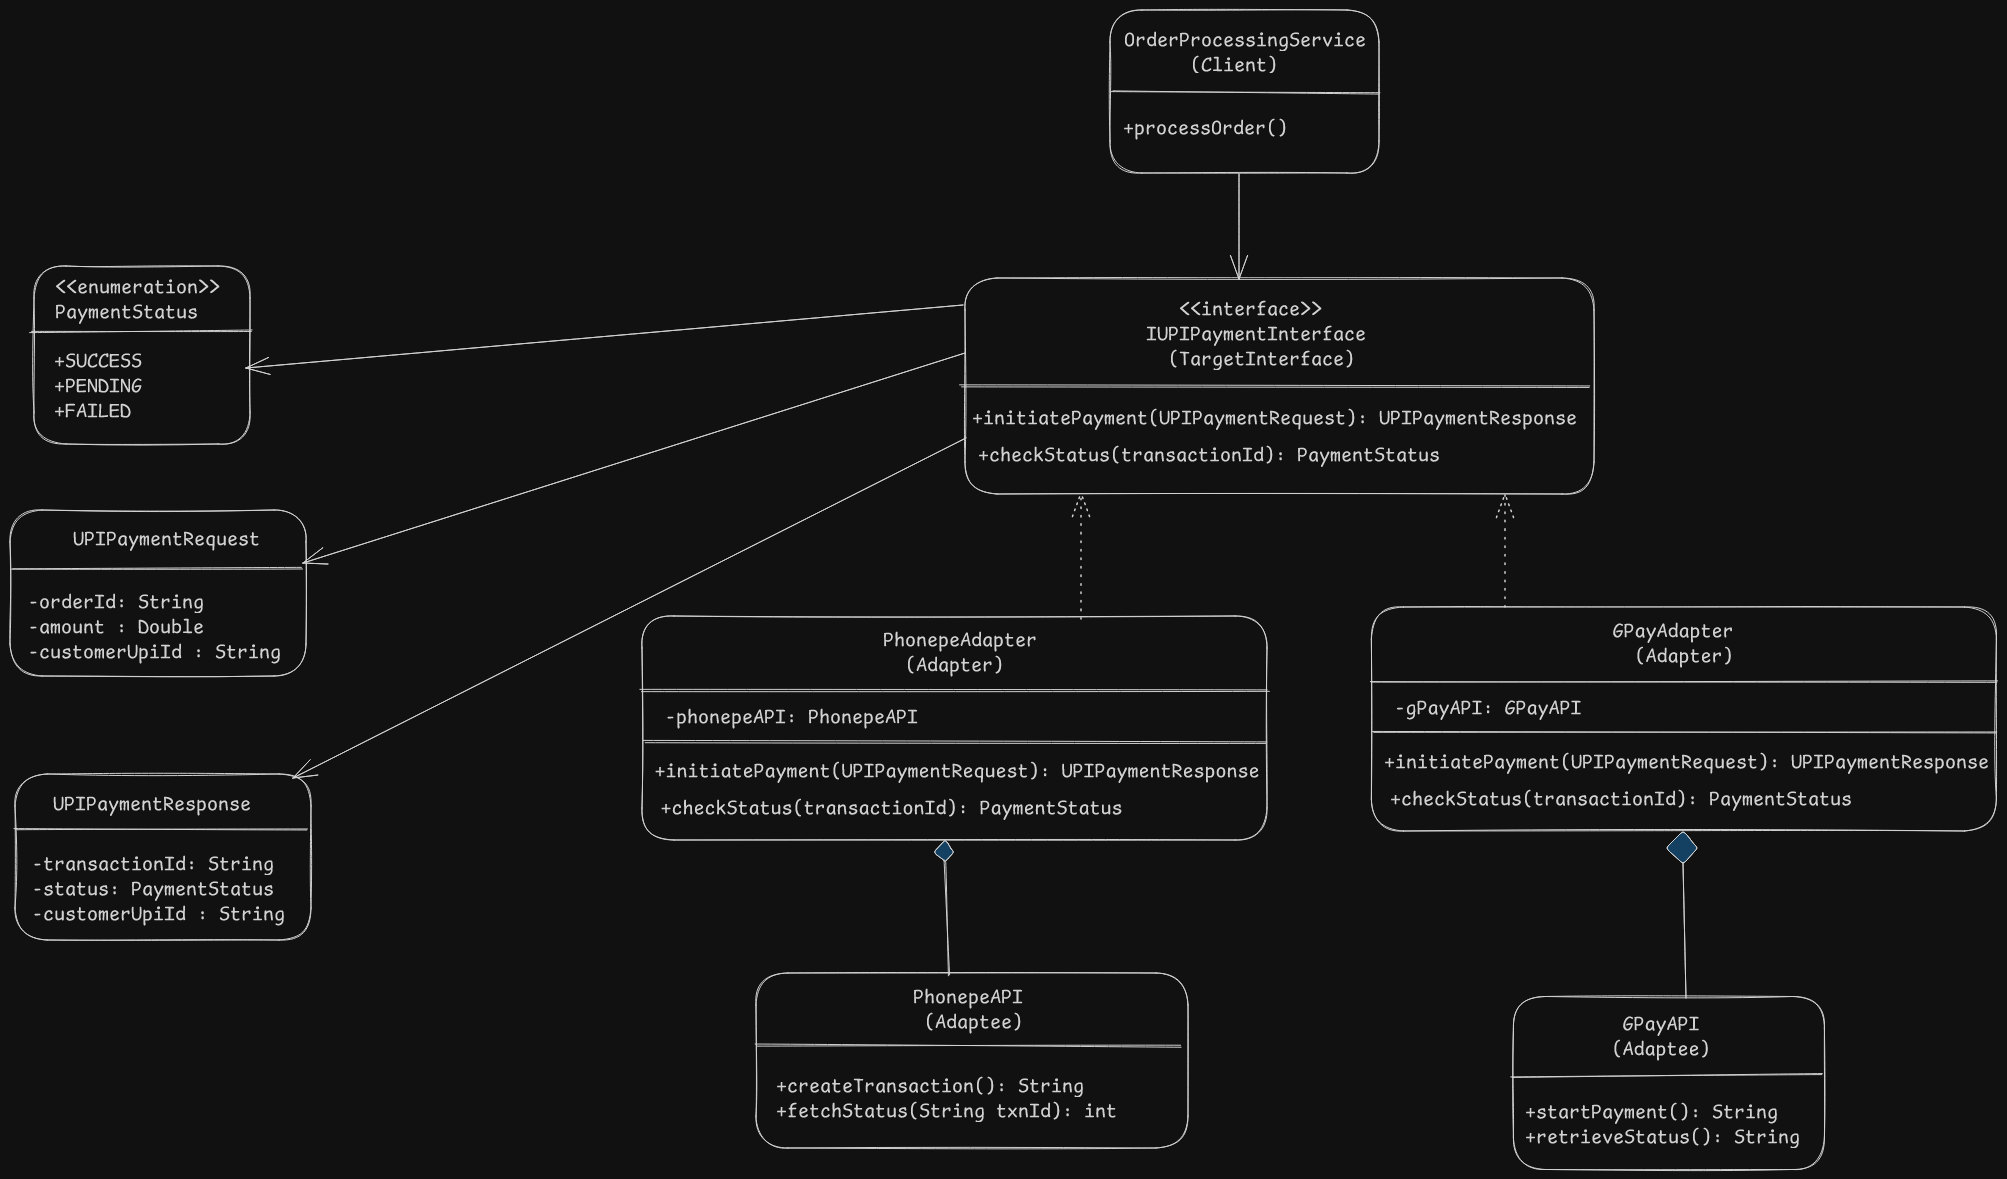 OrderProcessingService
(Client)
+processOrder()
<<enumeration>>
PaymentStatus
+SUCCESS
+PENDING
+FAILED
<<interface>>
IUPIPaymentInterface
(TargetInterface)
+initiatePayment(UPIPaymentRequest): UPIPaymentResponse
+checkStatus(transactionId): PaymentStatus
UPIPaymentRequest
-orderId: String
-amount : Double
-customerUpiId : String
UPIPaymentResponse
-transactionId: String
-status: PaymentStatus
-customerUpiId : String
PhonepeAdapter
(Adapter)
-phonepeAPI: PhonepeAPI
+initiatePayment(UPIPaymentRequest): UPIPaymentResponse
+checkStatus(transactionId): PaymentStatus
GPayAdapter
(Adapter)
-gPayAPI: GPayAPI
+initiatePayment(UPIPaymentRequest): UPIPaymentResponse
+checkStatus(transactionId): PaymentStatus
PhonepeAPI
(Adaptee)
+createTransaction(): String
+fetchStatus(String txnId): int
GPayAPI
(Adaptee)
+startPayment(): String
+retrieveStatus(): String